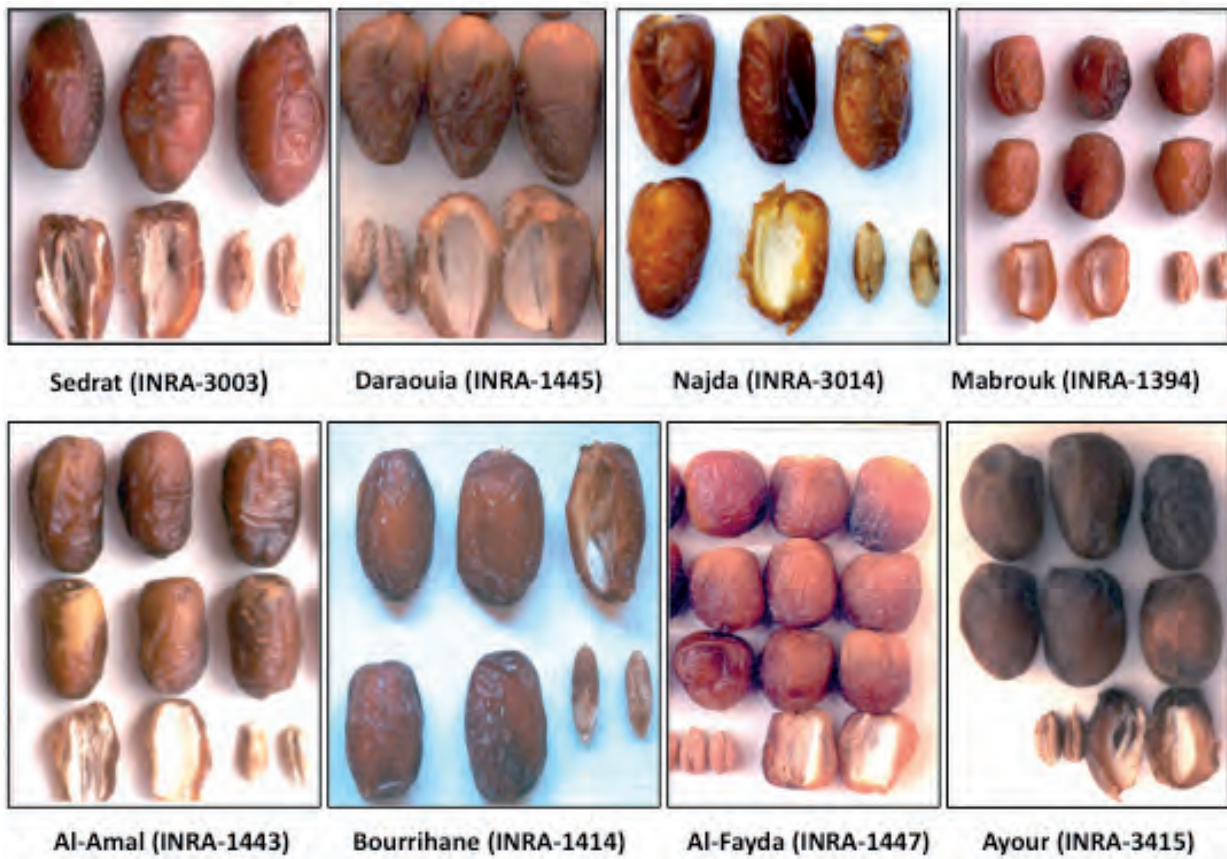 Sedrat (INRA-3003) Daraouia (INRA-1445) Najda (INRA-3014) Mabrouk (INRA-1394)
Al-Amal (INRA-1443) Bourrihane (INRA-1414) Al-Fayda (INRA-1447) Ayour (INRA-3415)